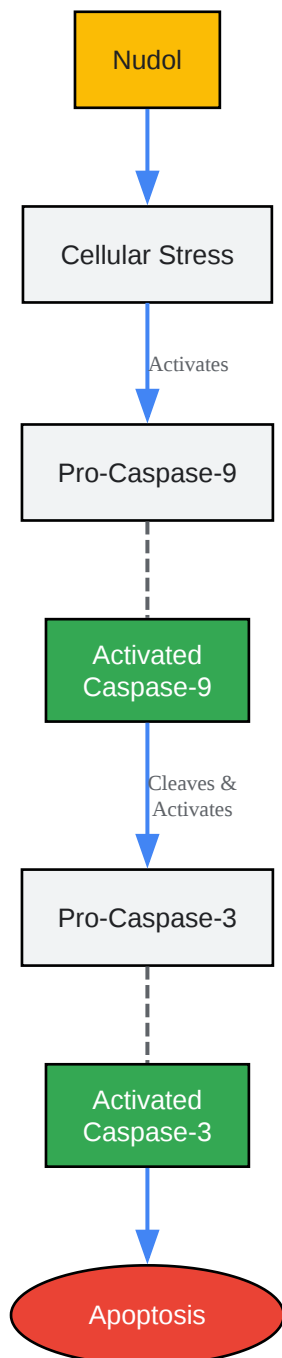 Nudol
Cellular Stress
Activates
Pro-Caspase-9
Activated
Caspase-9
Cleaves &
Activates
Pro-Caspase-3
Activated
Caspase-3
Apoptosis